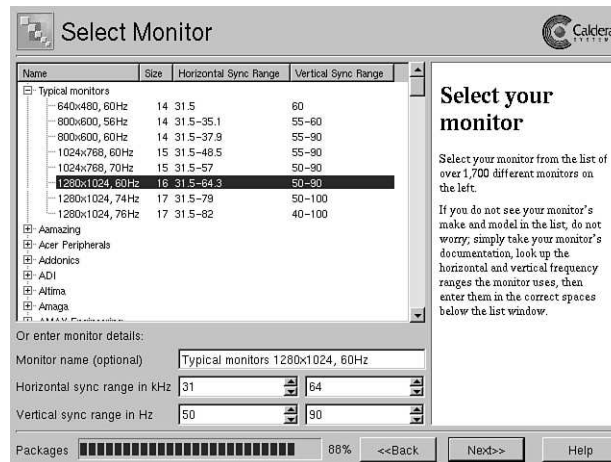 Select Monitor
Caldera
SYSTEMS
Name Size Horizontal Sync Range Vertical Sync Range
Typical monitors
640x480, 60Hz 14 31.5 60
800x600, 56Hz 14 31.5-35.1 55-60
800x600, 60Hz 14 31.5-37.9 55-90
1024x768, 60Hz 15 31.5-48.5 55-90
1024x768, 70Hz 15 31.5-57 50-90
1280x1024, 60Hz 16 31.5-64.3 50-90
1280x1024, 74Hz 17 31.5-79 50-100
1280x1024, 76Hz 17 31.5-82 40-100
Aamazing
Acer Peripherals
Addonics
ADI
Altima
Amaga
Or enter monitor details:
Monitor name (optional) Typical monitors 1280x1024, 60Hz
Horizontal sync range in kHz 31 64
Vertical sync range in Hz 50 90
Select your
monitor
Select your monitor from the list of
over 1,700 different monitors on
the left.
If you do not see your monitor's
make and model in the list, do not
worry; simply take your monitor's
documentation, look up the
horizontal and vertical frequency
ranges the monitor uses, then
enter them in the correct spaces
below the list window.
Packages 88% <<Back Next>> Help